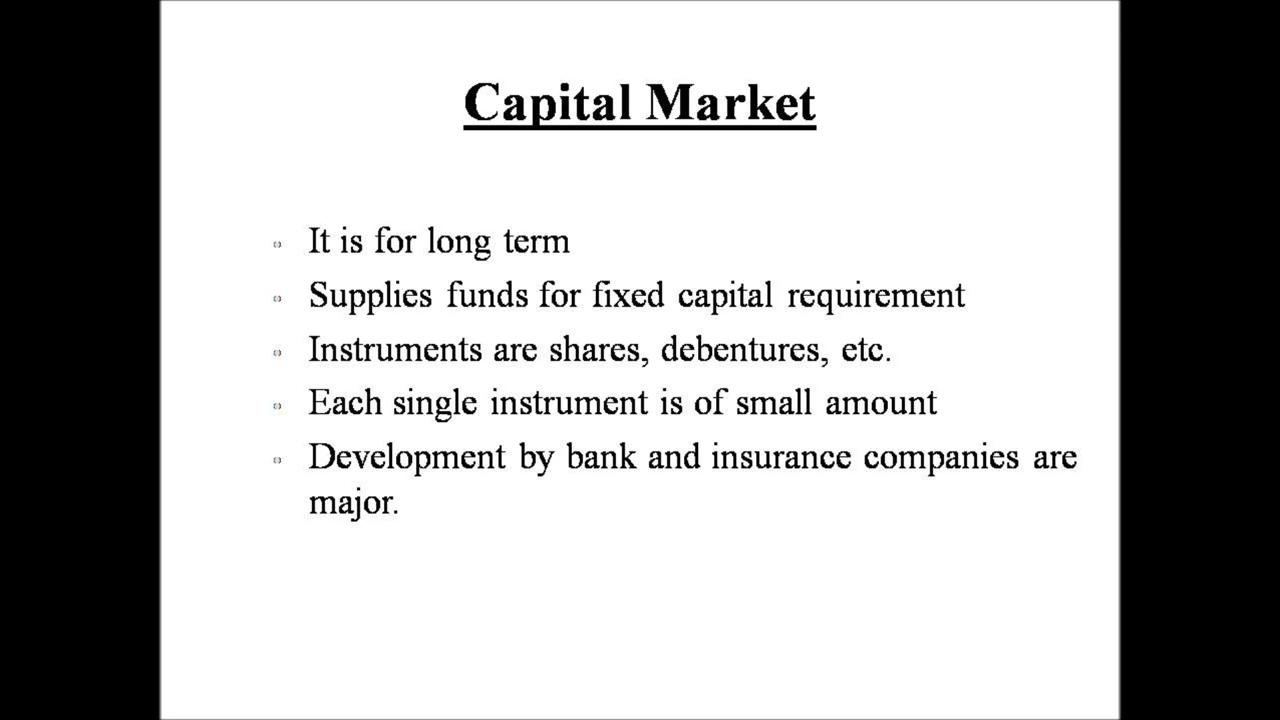 Capital Market
It is for long term
Supplies funds for fixed capital requirement
Instruments are shares, debentures, etc.
Each single instrument is of small amount
Development by bank and insurance companies are
major.